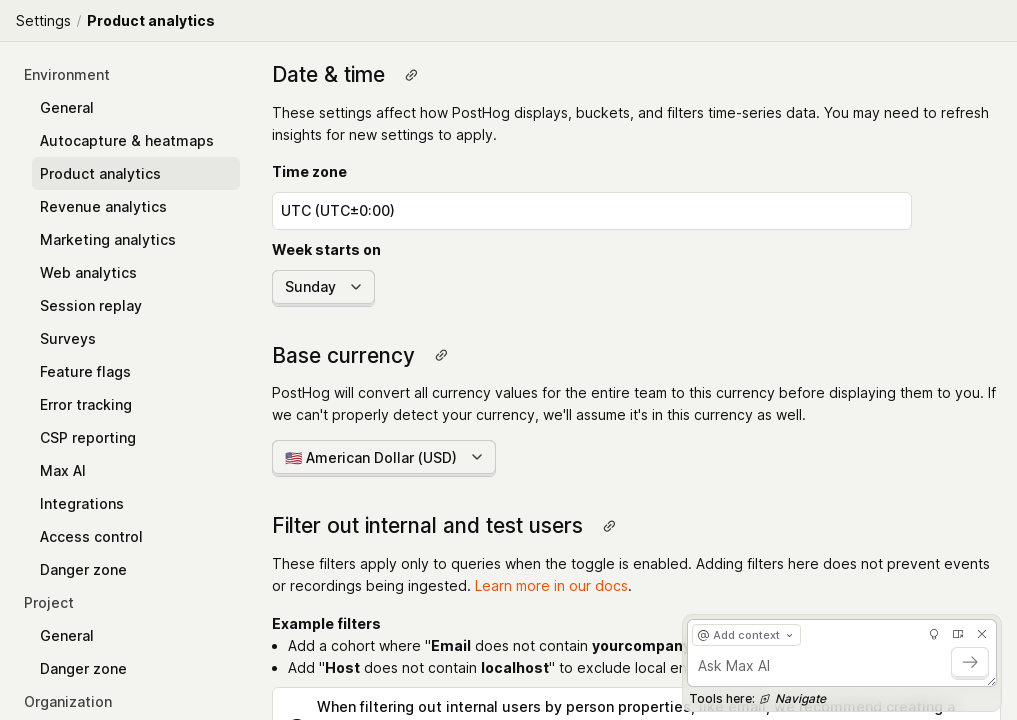 Settings / Product analytics
Environment
General
Autocapture & heatmaps
Product analytics
Revenue analytics
Marketing analytics
Web analytics
Session replay
Surveys
Feature flags
Error tracking
CSP reporting
Max AI
Integrations
Access control
Danger zone
Project
General
Danger zone
Organization
Date & time
These settings affect how PostHog displays, buckets, and filters time-series data. You may need to refresh
insights for new settings to apply.
Time zone
UTC (UTC±0:00)
Week starts on
Sunday
Base currency
PostHog will convert all currency values for the entire team to this currency before displaying them to you. If
we can't properly detect your currency, we'll assume it's in this currency as well.
🇺🇸 American Dollar (USD)
Filter out internal and test users
These filters apply only to queries when the toggle is enabled. Adding filters here does not prevent events
or recordings being ingested. Learn more in our docs.
Example filters
• Add a cohort where "Email does not contain yourcompan
• Add "Host does not contain localhost" to exclude local en
When filtering out internal users by person properties, like email, we recommend creating a
@ Add context
Ask Max AI
Tools here: Navigate